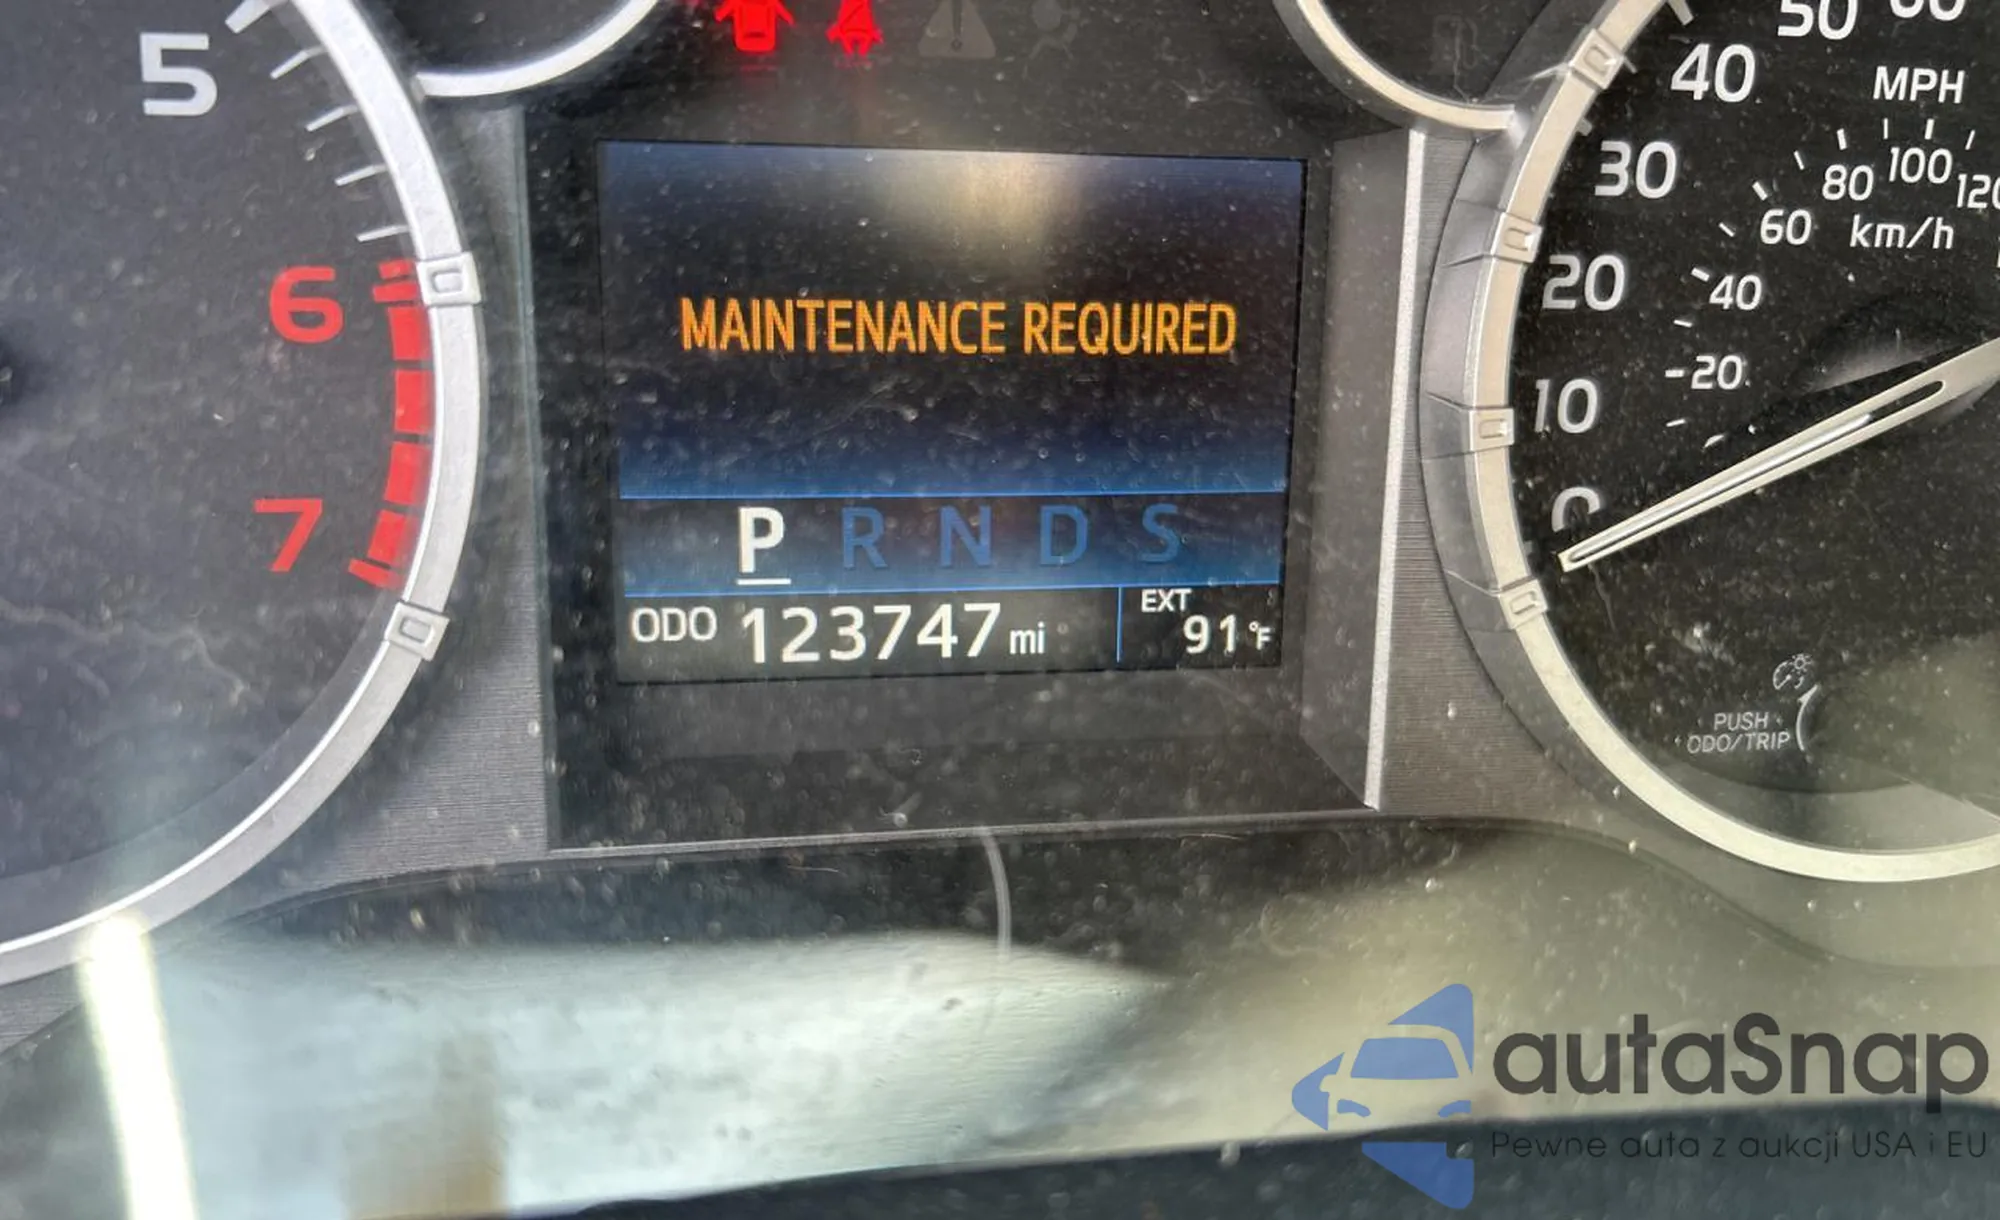 5
6
7
MAINTENANCE REQUIRED
P R N D S
ODO 123747 mi
EXT
91°F
50
40
30
20
10
0
MPH
120
100
80
60
40
20
km/h
PUSH
ODO/TRIP
autaSnap
Pewne auta z aukcji USA i EU